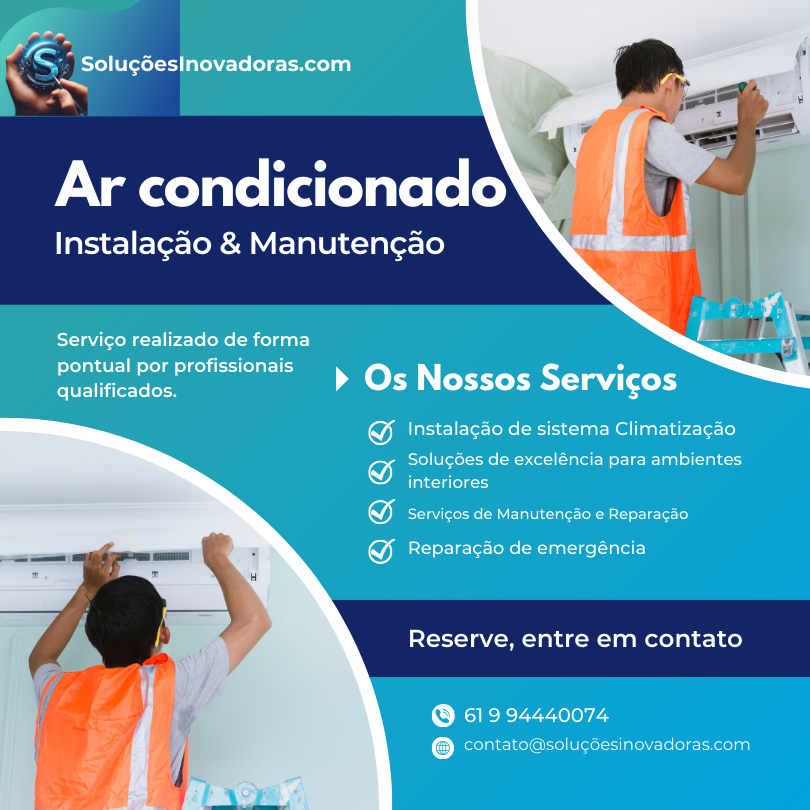 SoluçõesInovadoras.com
Ar condicionado
Instalação & Manutenção
Serviço realizado de forma
pontual por profissionais
qualificados.
Os Nossos Serviços
Instalação de sistema Climatização
Soluções de excelência para ambientes
interiores
Serviços de Manutenção e Reparação
Reparação de emergência
Reserve, entre em contato
61 9 94440074
contato@soluçõesinovadoras.com